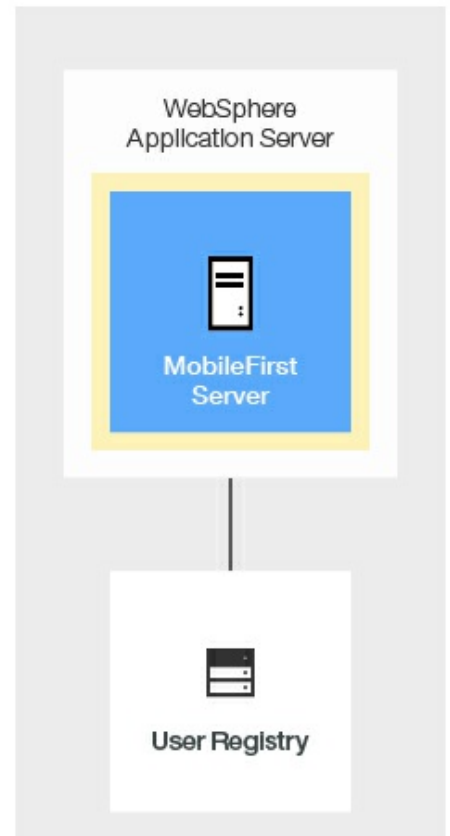 WebSphere
Application Server
MobileFirst
Server
User Registry